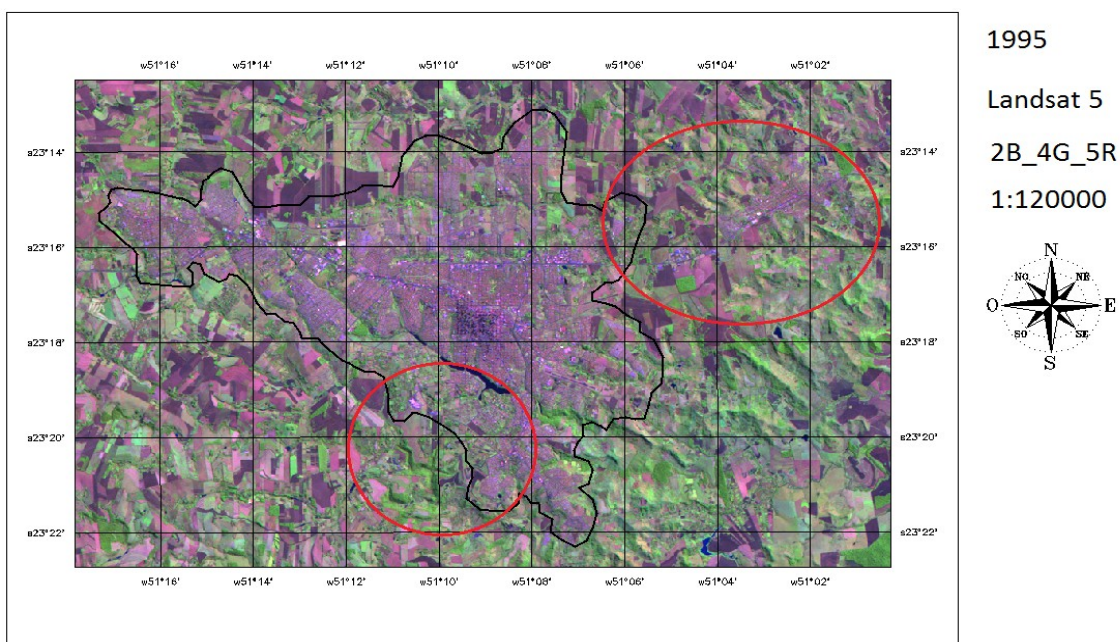 w51°16' w51°14' w51°12' w51°10' w51°08' w51°06' w51°04' w51°02'
s23°14' s23°14'
s23°16' s23°16'
s23°18' s23°18'
s23°20' s23°20'
s23°22' s23°22'
w51°16' w51°14' w51°12' w51°10' w51°08' w51°06' w51°04' w51°02'
1995
Landsat 5
2B_4G_5R
1:120000
N
NO NE
O E
SO SE
S